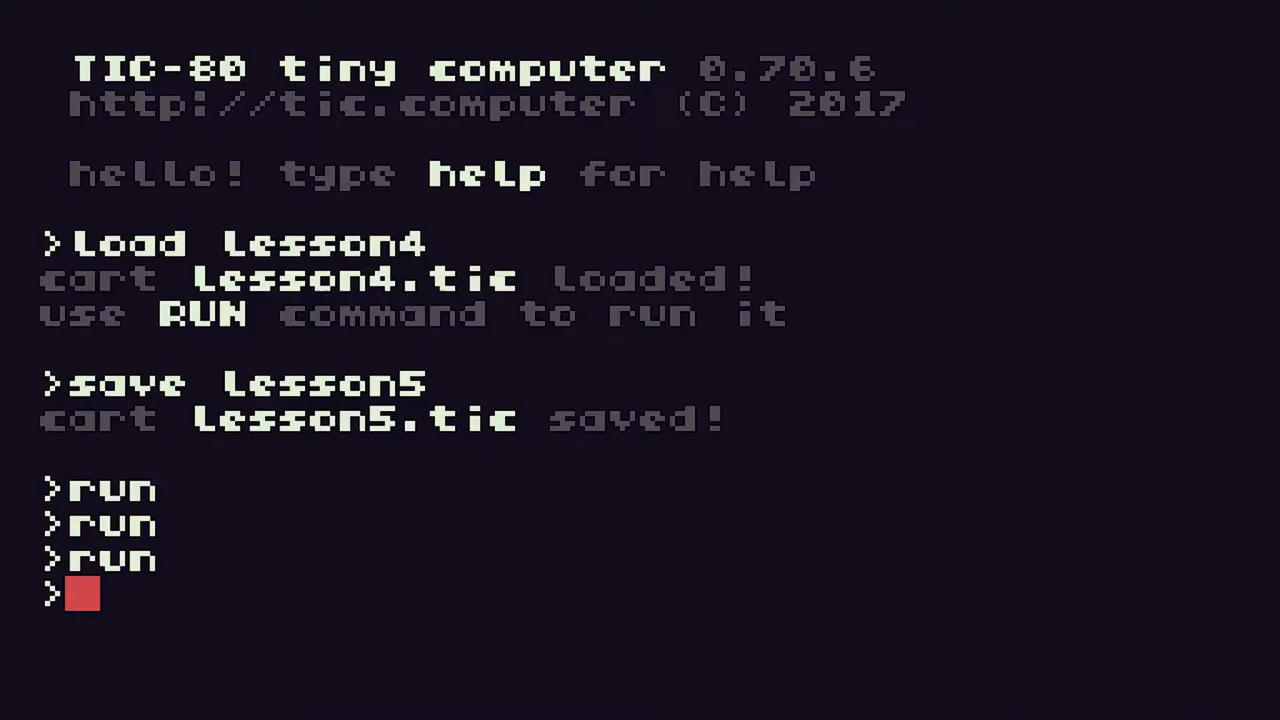 TIC-80 tiny computer 0.70.6
http://tic.computer (C) 2017
hello! type help for help
>load lesson4
cart lesson4.tic loaded!
use RUN command to run it
>save lesson5
cart lesson5.tic saved!
>run
>run
>run
>